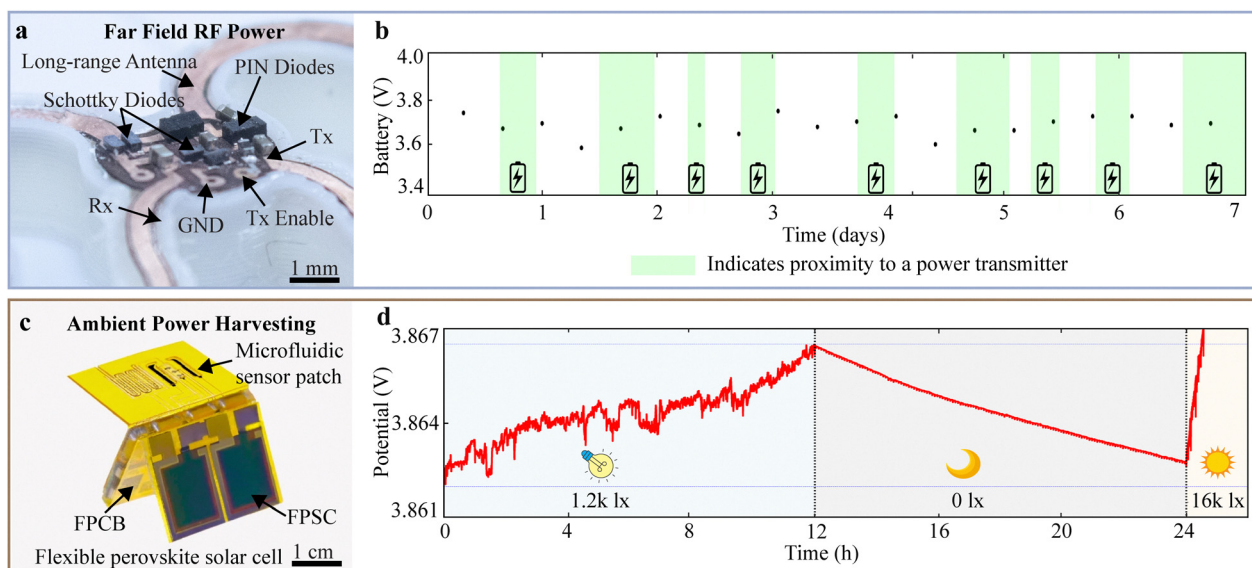 a
Far Field RF Power
Long-range Antenna
PIN Diodes
Schottky Diodes
Tx
Rx
GND
Tx Enable
1 mm
b
4.0
3.8
3.6
3.4
Battery (V)
0 1 2 3 4 5 6 7
Time (days)
Indicates proximity to a power transmitter
c
Ambient Power Harvesting
Microfluidic
sensor patch
FPCB
FPSC
Flexible perovskite solar cell
1 cm
d
3.867
3.864
3.861
Potential (V)
1.2k lx
0 lx
16k lx
0 4 8 12 16 20 24
Time (h)